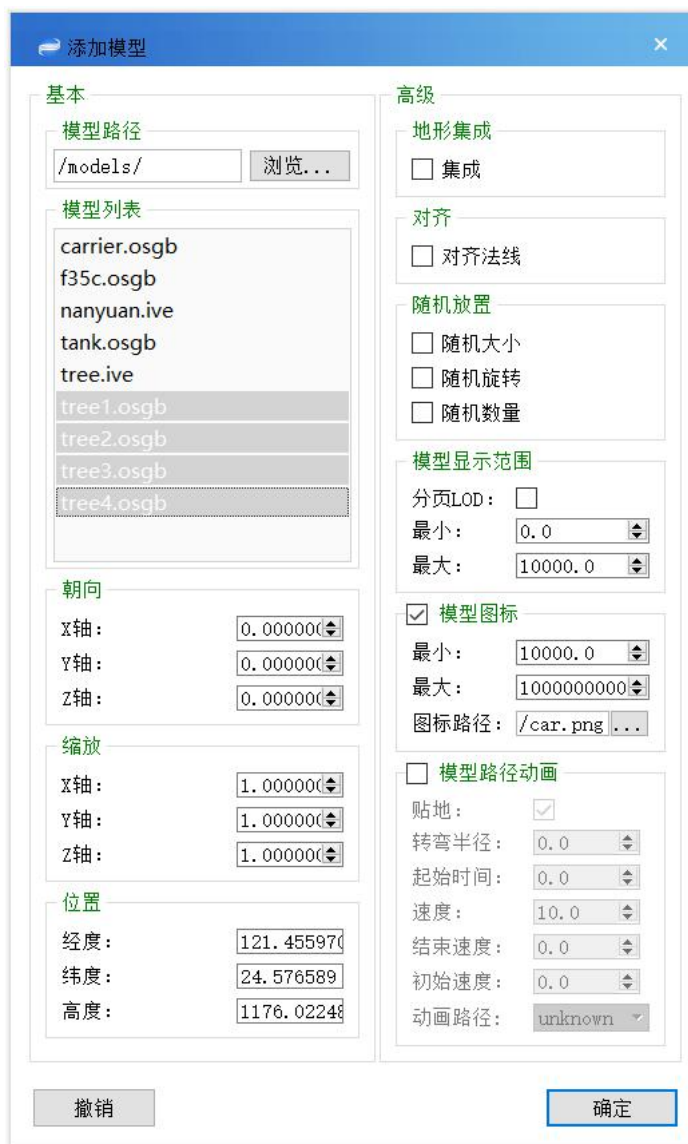 添加模型
基本
模型路径
/models/
浏览...
模型列表
carrier.osgb
f35c.osgb
nanyuan.ive
tank.osgb
tree.ive
tree1.osgb
tree2.osgb
tree3.osgb
tree4.osgb
朝向
X轴: 0.00000
Y轴: 0.00000
Z轴: 0.00000
缩放
X轴: 1.00000
Y轴: 1.00000
Z轴: 1.00000
位置
经度: 121.45597
纬度: 24.576589
高度: 1176.02248
撤销
高级
地形集成
集成
对齐
对齐法线
随机放置
随机大小
随机旋转
随机数量
模型显示范围
分页LOD:
最小: 0.0
最大: 10000.0
模型图标
最小: 10000.0
最大: 1000000000
图标路径: /car.png ...
模型路径动画
贴地:
转弯半径: 0.0
起始时间: 0.0
速度: 10.0
结束速度: 0.0
初始速度: 0.0
动画路径: unknown
确定